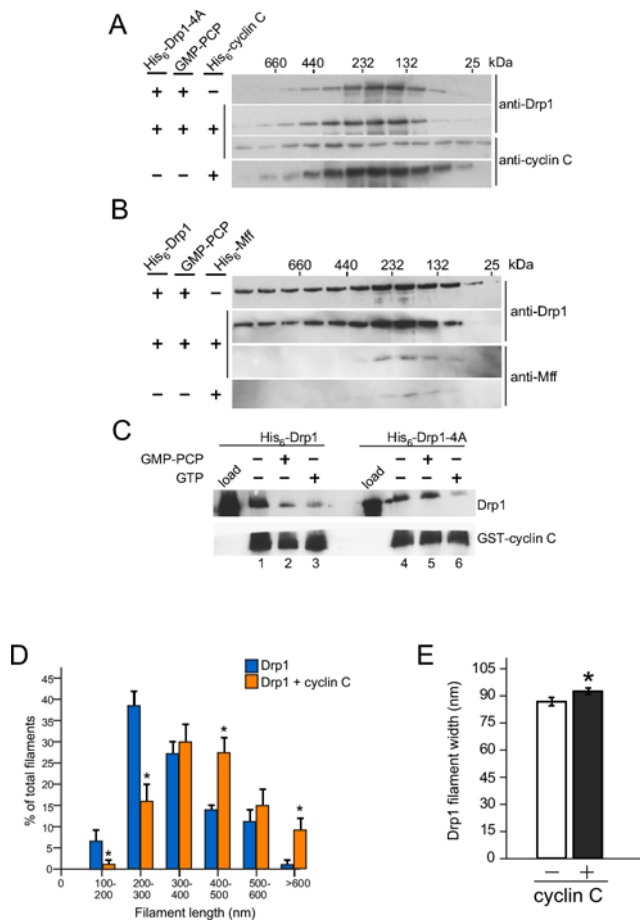 A
His6-Drp1-4A GMP-PCP His6-cyclin C
660 440 232 132 25 kDa
+ + −
anti-Drp1
+ + +
anti-cyclin C
− − +
B
His6-Drp1 GMP-PCP His6-Mff
660 440 232 132 25 kDa
+ + −
anti-Drp1
+ + +
anti-Mff
− − +
C
His6-Drp1 His6-Drp1-4A
GMP-PCP − + − − + −
GTP − − + − − +
load load
Drp1
GST-cyclin C
1 2 3 4 5 6
D
Drp1
Drp1 + cyclin C
% of total filaments
45
40
35
30
25
20
15
10
5
0
* * * *
0 100-200 200-300 300-400 400-500 500-600 >600
Filament length (nm)
E
Drp1 filament width (nm)
105
90
75
60
45
30
15
0
*
− +
cyclin C